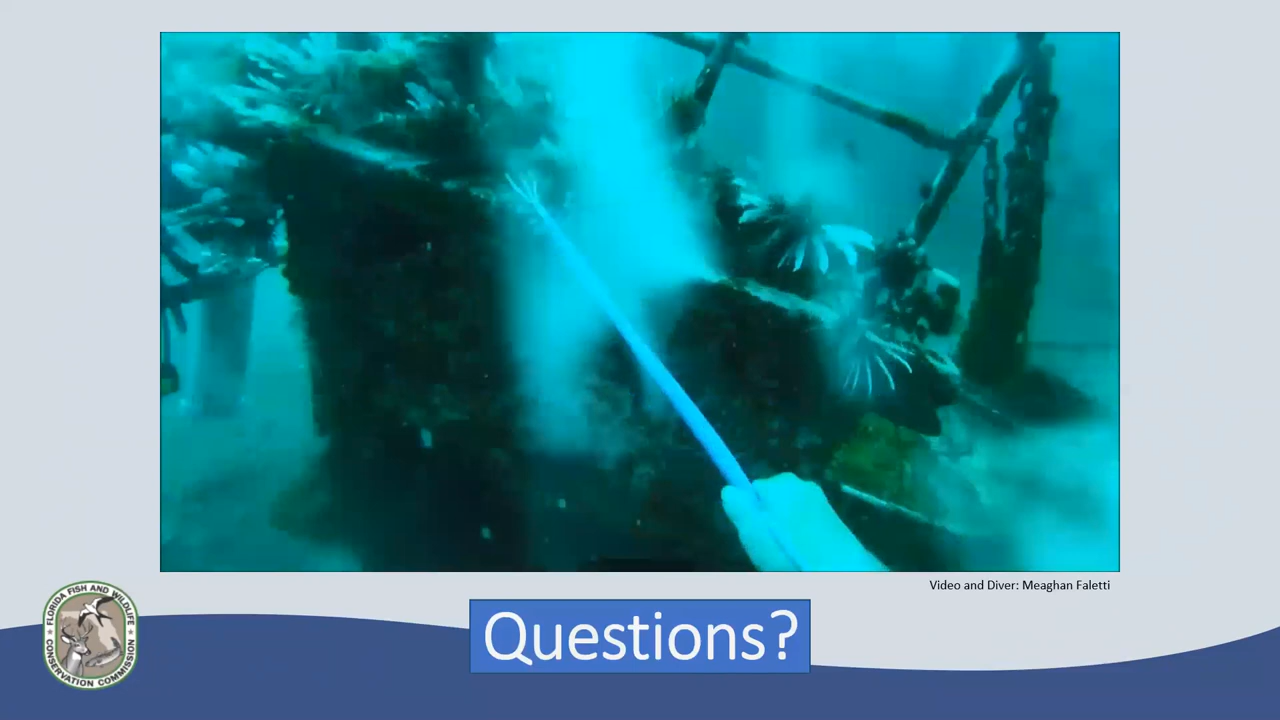 Video and Diver: Meaghan Faletti
FLORIDA FISH AND WILDLIFE
CONSERVATION COMMISSION
Questions?